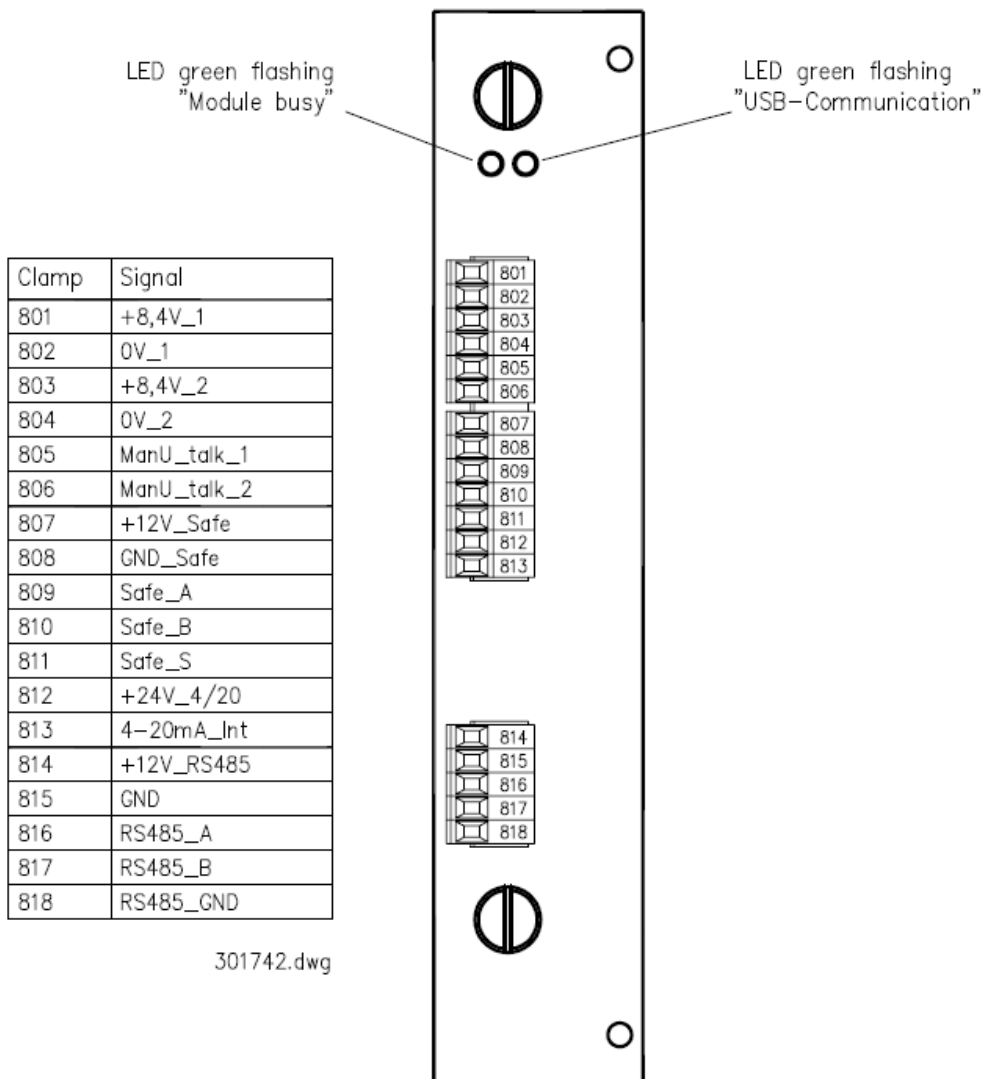 LED green flashing
"Module busy"
LED green flashing
"USB-Communication"
Clamp Signal
801 +8,4V_1
802 0V_1
803 +8,4V_2
804 0V_2
805 ManU_talk_1
806 ManU_talk_2
807 +12V_Safe
808 GND_Safe
809 Safe_A
810 Safe_B
811 Safe_S
812 +24V_4/20
813 4-20mA_Int
814 +12V_RS485
815 GND
816 RS485_A
817 RS485_B
818 RS485_GND
301742.dwg
801
802
803
804
805
806
807
808
809
810
811
812
813
814
815
816
817
818